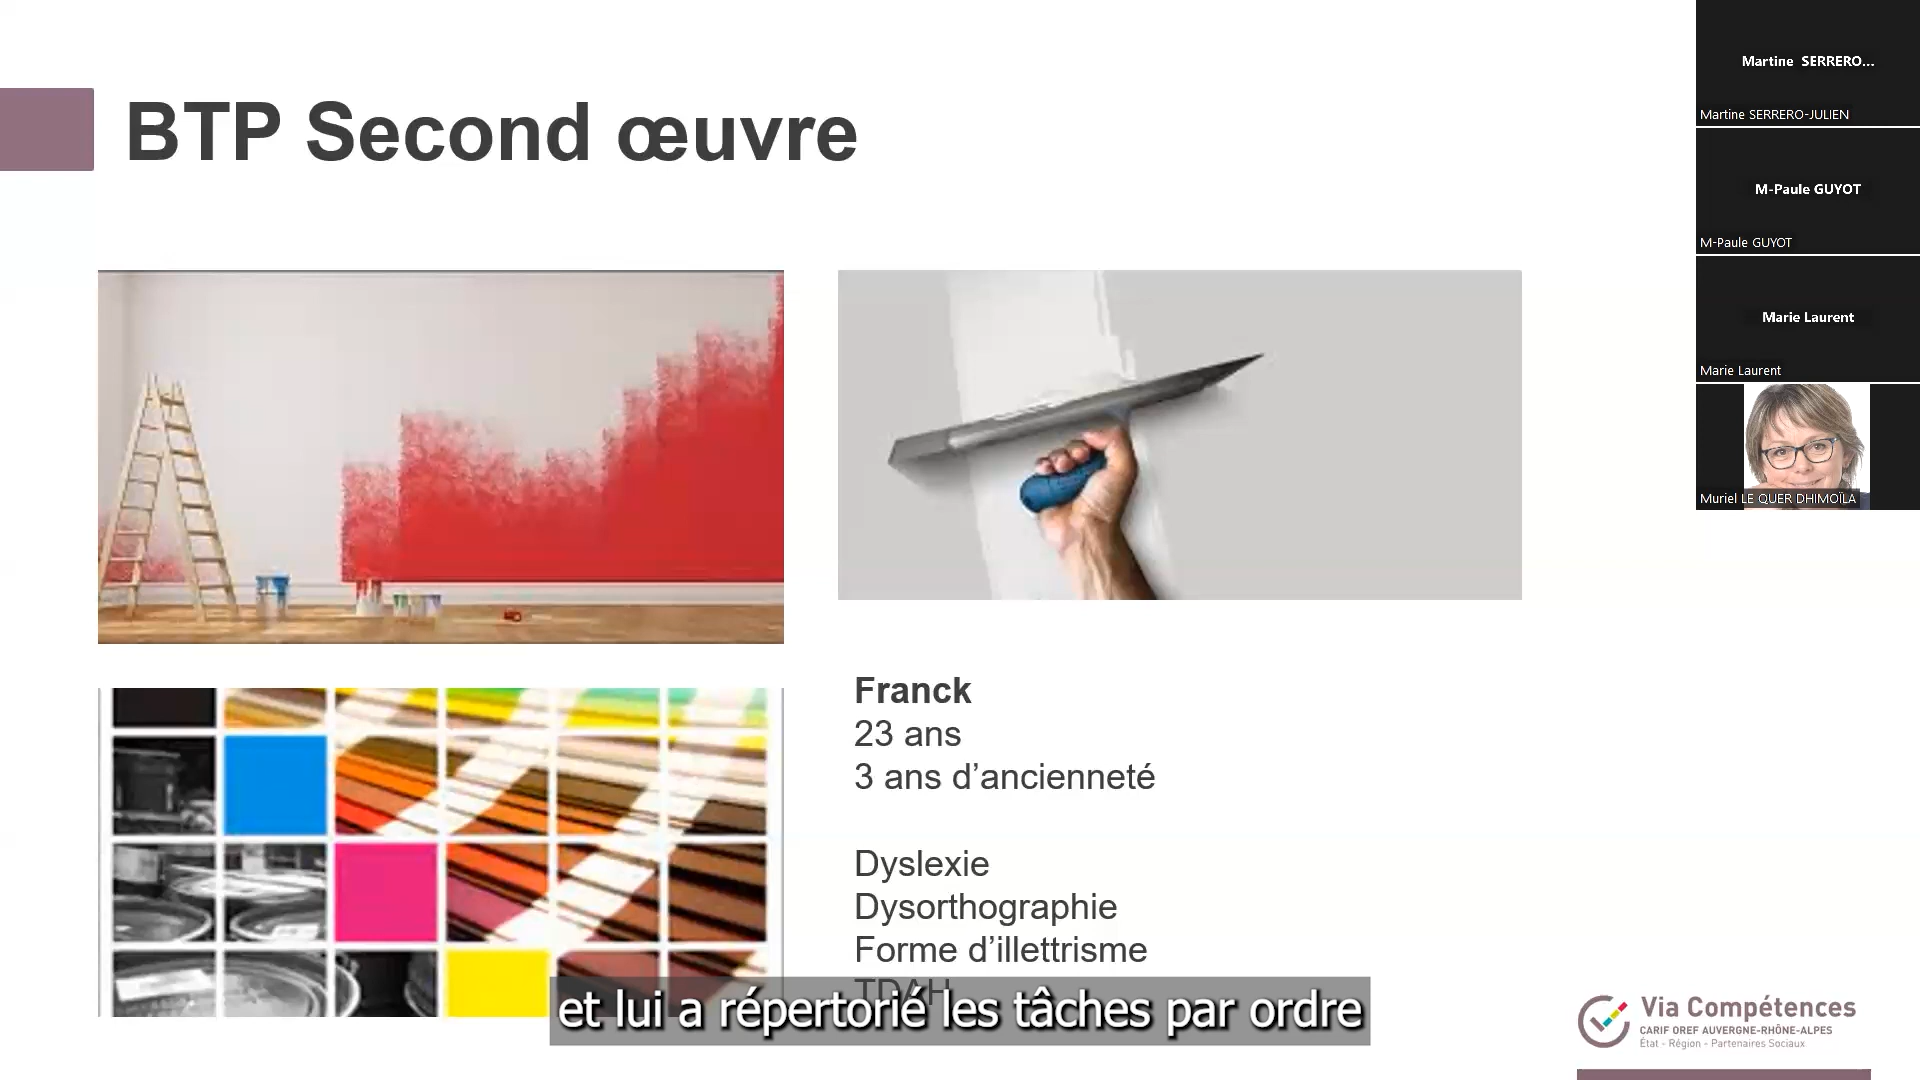 BTP Second œuvre
Franck
23 ans
3 ans d’ancienneté
Dyslexie
Dysorthographie
Forme d’illettrisme
TDAH
et lui a répertorié les tâches par ordre
Via Compétences
CARIF OREF AUVERGNE-RHÔNE-ALPES
État - Région - Partenaires Sociaux
Martine SERRERO...
Martine SERRERO-JULIEN
M-Paule GUYOT
M-Paule GUYOT
Marie Laurent
Marie Laurent
Muriel LE QUER DHIMOÏLA